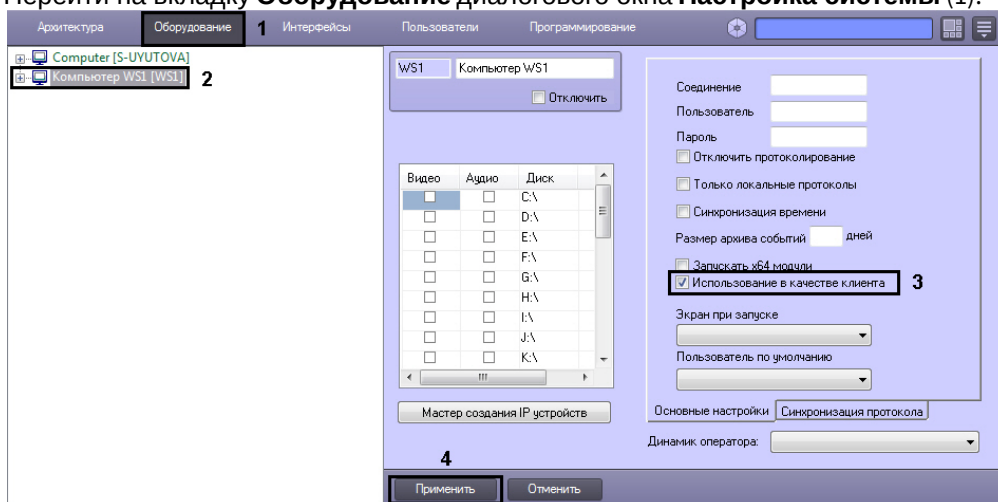 Перейти на вкладку Оборудование диалогового окна Настройка системы (1).
Архитектура Оборудование 1 Интерфейсы Пользователи Программирование
Computer [S-UYUTOVA]
Компьютер WS1 [WS1] 2
WS1 Компьютер WS1
Отключить
Соединение
Пользователь
Пароль
Отключить протоколирование
Только локальные протоколы
Синхронизация времени
Размер архива событий дней
Запускать x64 модули
Использование в качестве клиента 3
Экран при запуске
Пользователь по умолчанию
Видео Аудио Диск
C:\
D:\
E:\
F:\
G:\
H:\
I:\
J:\
K:\
Мастер создания IP устройств
Основные настройки Синхронизация протокола
Динамик оператора:
4
Применить Отменить